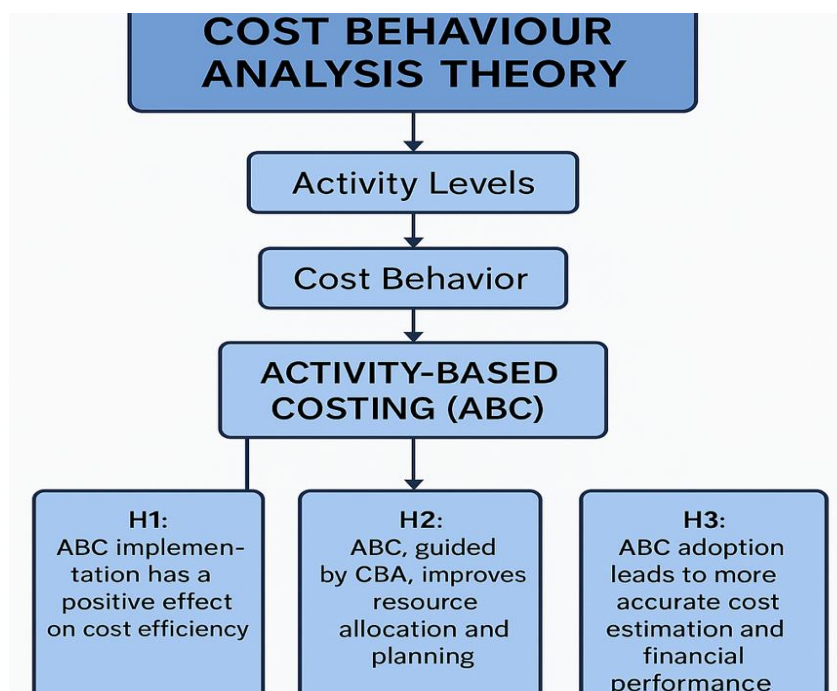 COST BEHAVIOUR
ANALYSIS THEORY
Activity Levels
Cost Behavior
ACTIVITY-BASED
COSTING (ABC)
H1:
ABC implemen-
tation has a
positive effect
on cost efficiency
H2:
ABC, guided
by CBA, improves
resource
allocation and
planning
H3:
ABC adoption
leads to more
accurate cost
estimation and
financial
performance